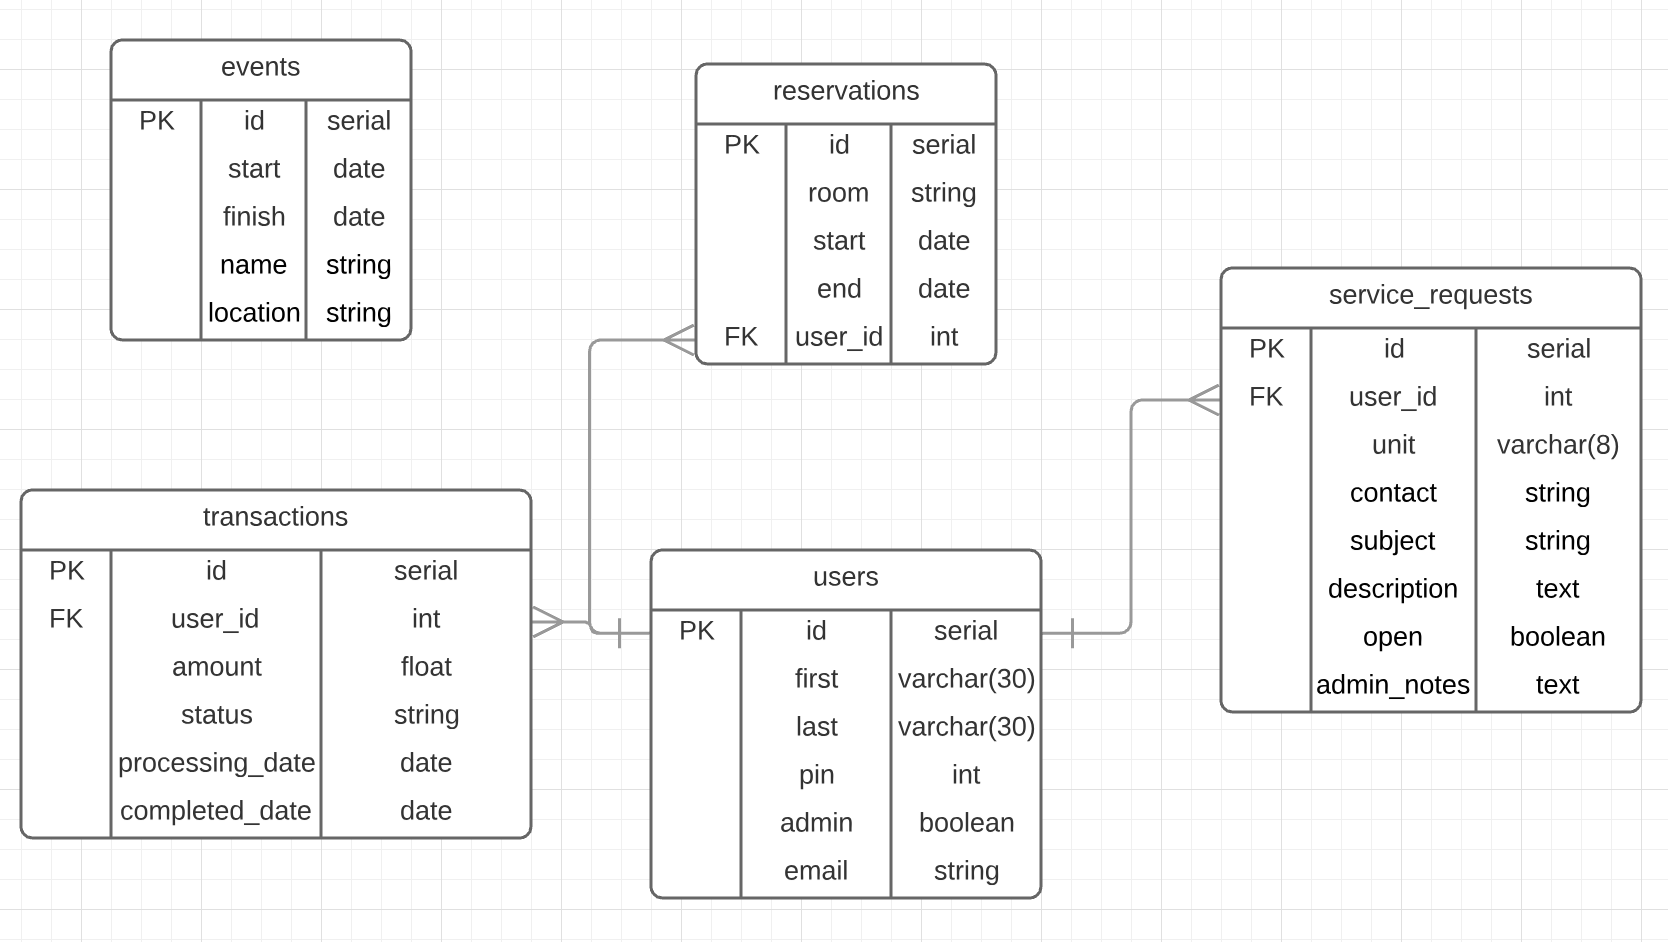 events
PK id serial
start date
finish date
name string
location string
reservations
PK id serial
room string
start date
end date
FK user_id int
service_requests
PK id serial
FK user_id int
unit varchar(8)
contact string
subject string
description text
open boolean
admin_notes text
transactions
PK id serial
FK user_id int
amount float
status string
processing_date date
completed_date date
users
PK id serial
first varchar(30)
last varchar(30)
pin int
admin boolean
email string